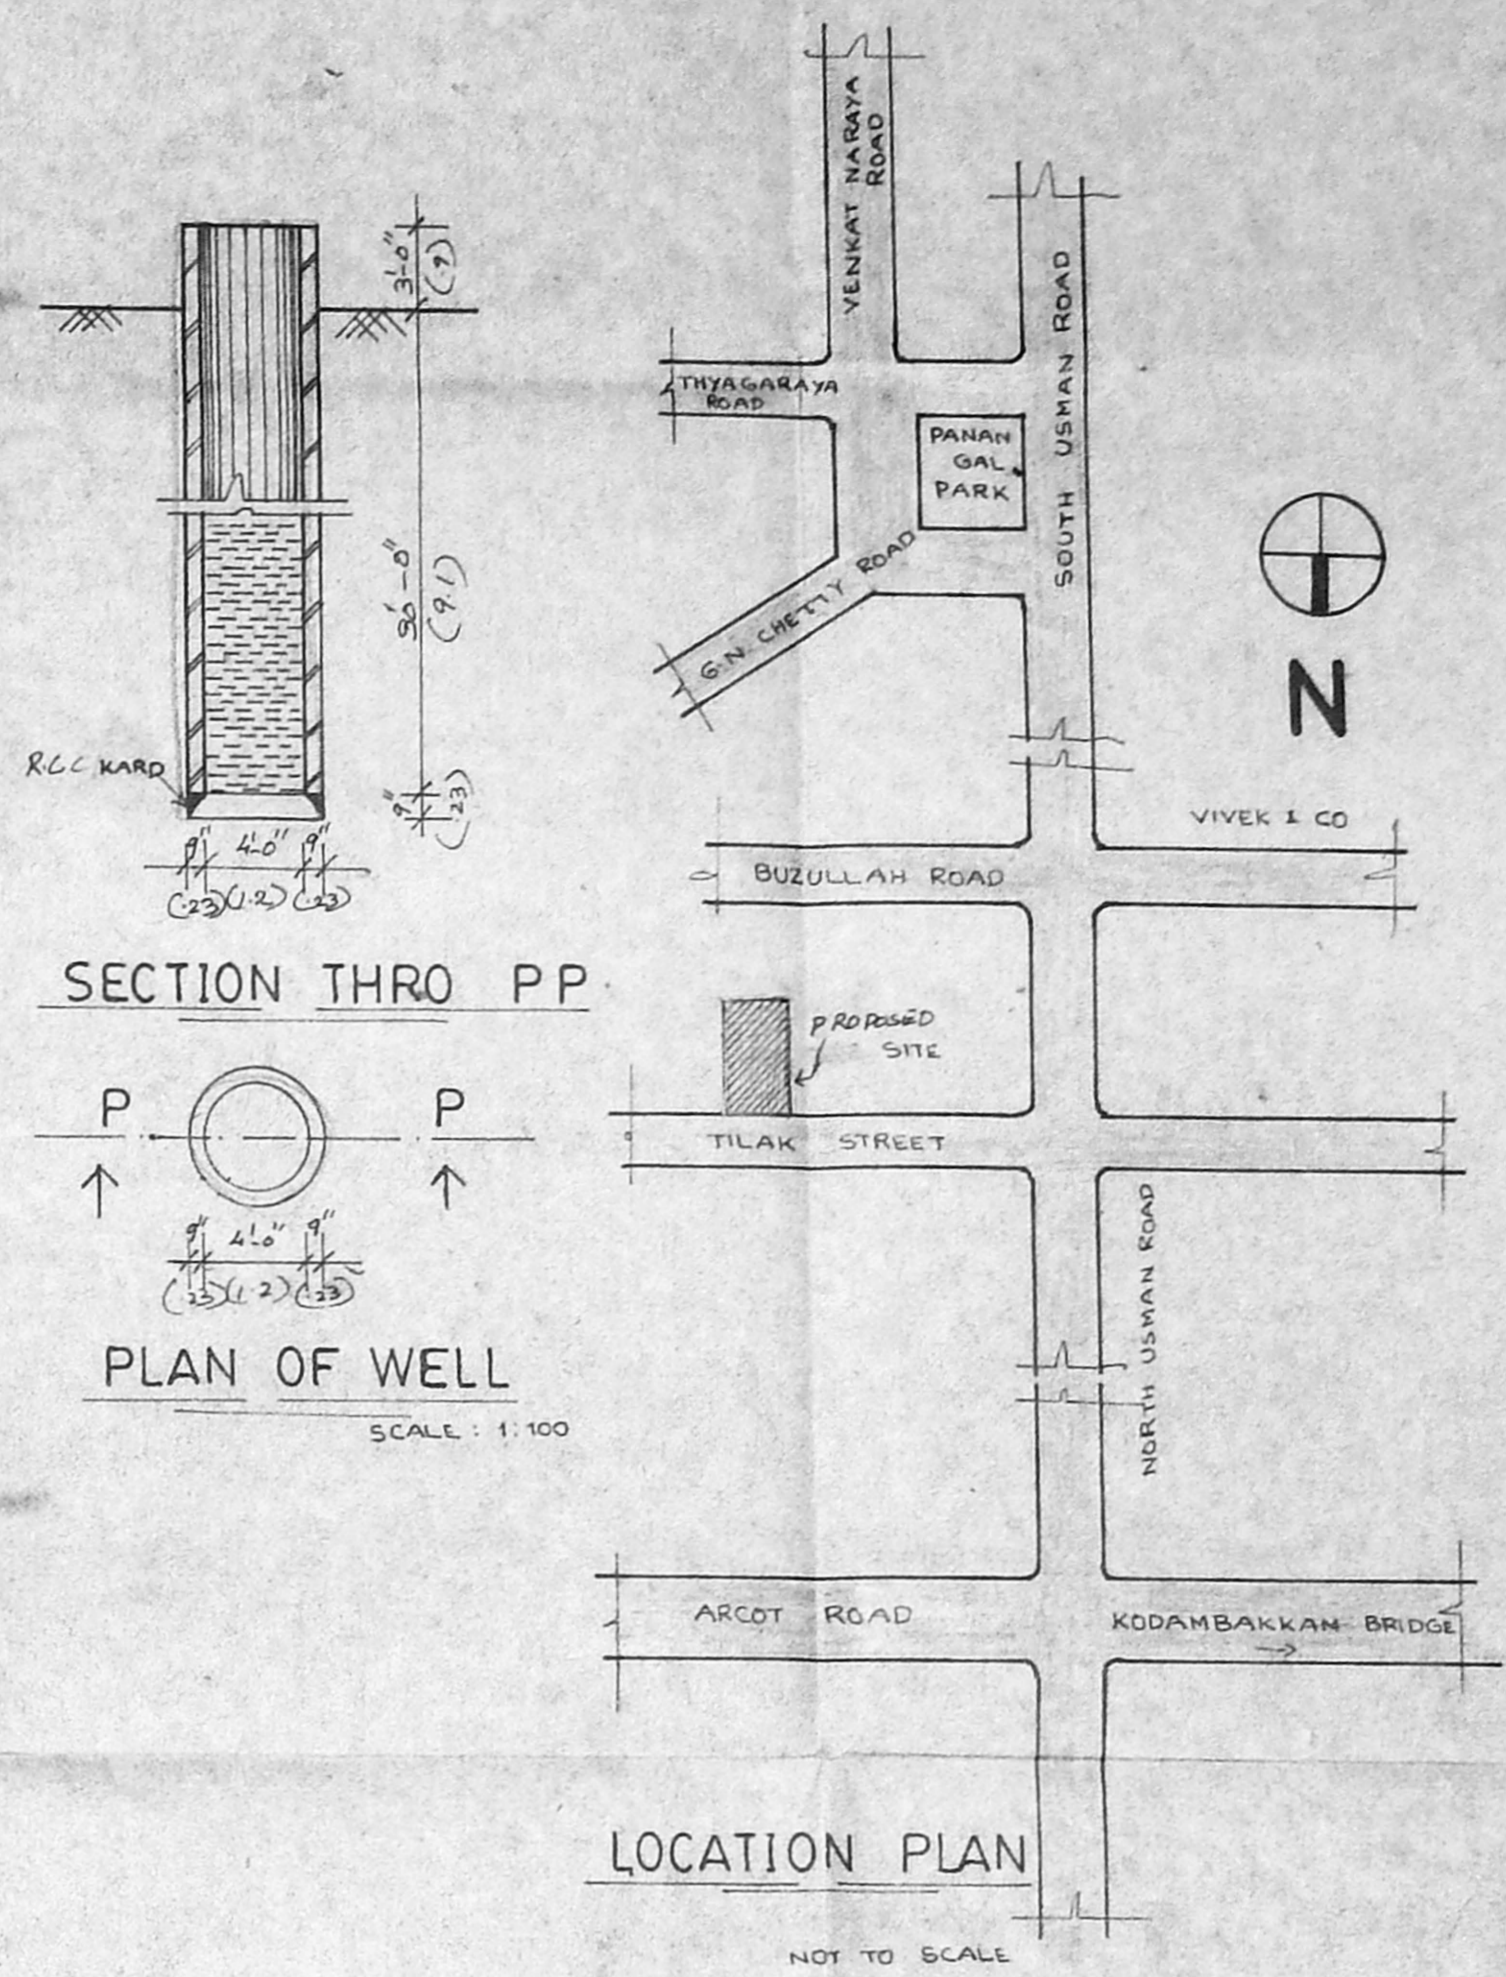 VENKAT NARAYA
ROAD
SOUTH USMAN ROAD
THYAGARAYA
ROAD
PANAN
GAL
PARK
G.N. CHETTY ROAD
N
VIVEK & CO
BUZULLAH ROAD
PROPOSED
SITE
TILAK STREET
NORTH USMAN ROAD
ARCOT ROAD
KODAMBAKKAN BRIDGE
LOCATION PLAN
NOT TO SCALE
3'-0"
(.9)
30'-0"
(9.1)
R.C.C KARD
9"
(.23)
9" 4'-0" 9"
(.23) (1.2) (.23)
SECTION THRO PP
P P
9" 4'-0" 9"
(.23) (1.2) (.23)
PLAN OF WELL
SCALE : 1:100